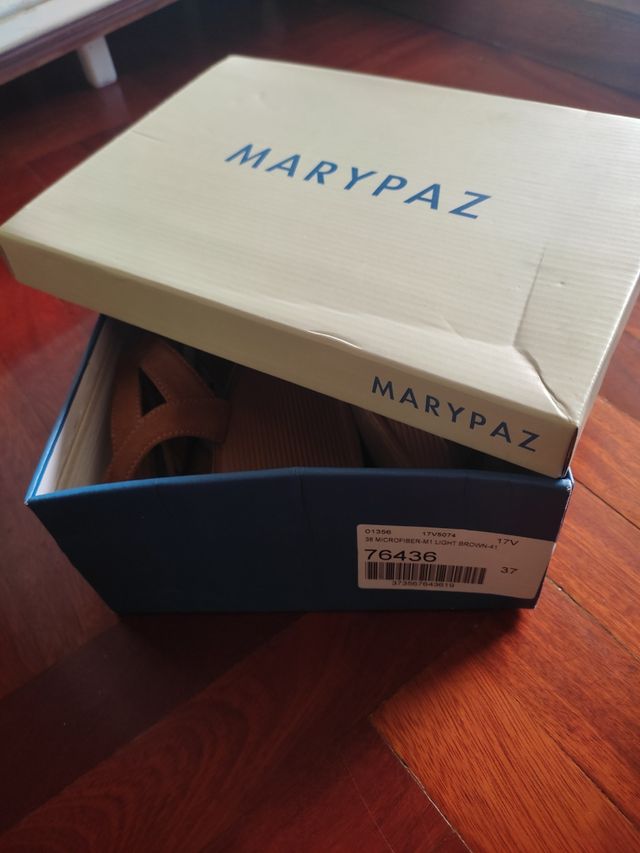 MARYPAZ
MARYPAZ
01356 17V5074 17V
38 MICROFIBER-M1 LIGHT BROWN-41
76436 37
373567643619